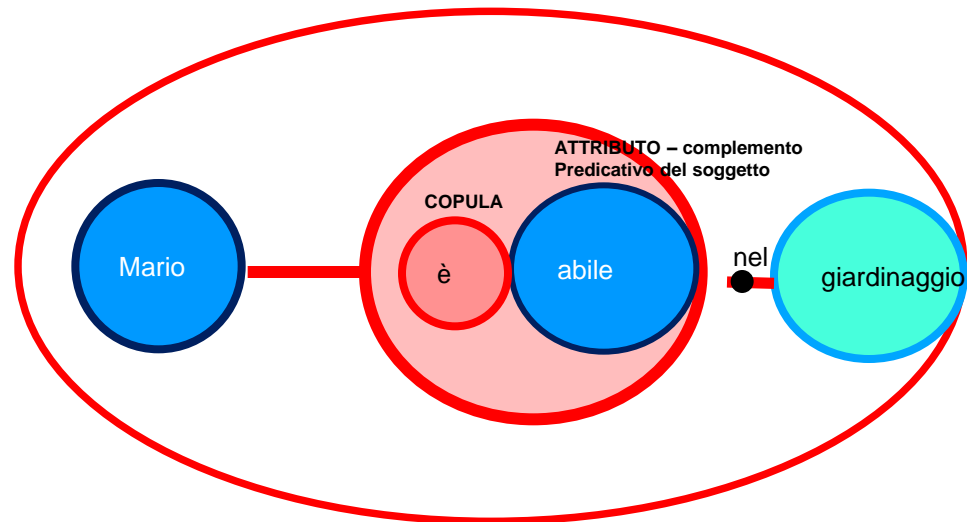 ATTRIBUTO – complemento
Predicativo del soggetto
COPULA
Mario
è
abile
nel
giardinaggio